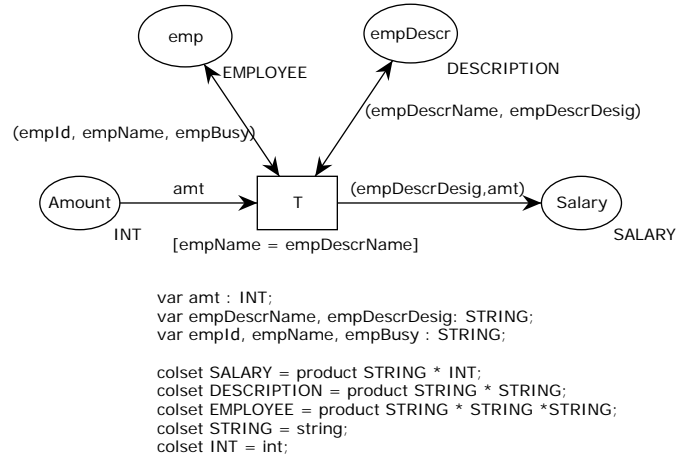 emp
empDescr
EMPLOYEE
DESCRIPTION
(empDescrName, empDescrDesig)
(empId, empName, empBusy)
amt
(empDescrDesig,amt)
Amount
T
Salary
INT
SALARY
[empName = empDescrName]
var amt : INT;
var empDescrName, empDescrDesig: STRING;
var empId, empName, empBusy : STRING;
colset SALARY = product STRING * INT;
colset DESCRIPTION = product STRING * STRING;
colset EMPLOYEE = product STRING * STRING *STRING;
colset STRING = string;
colset INT = int;